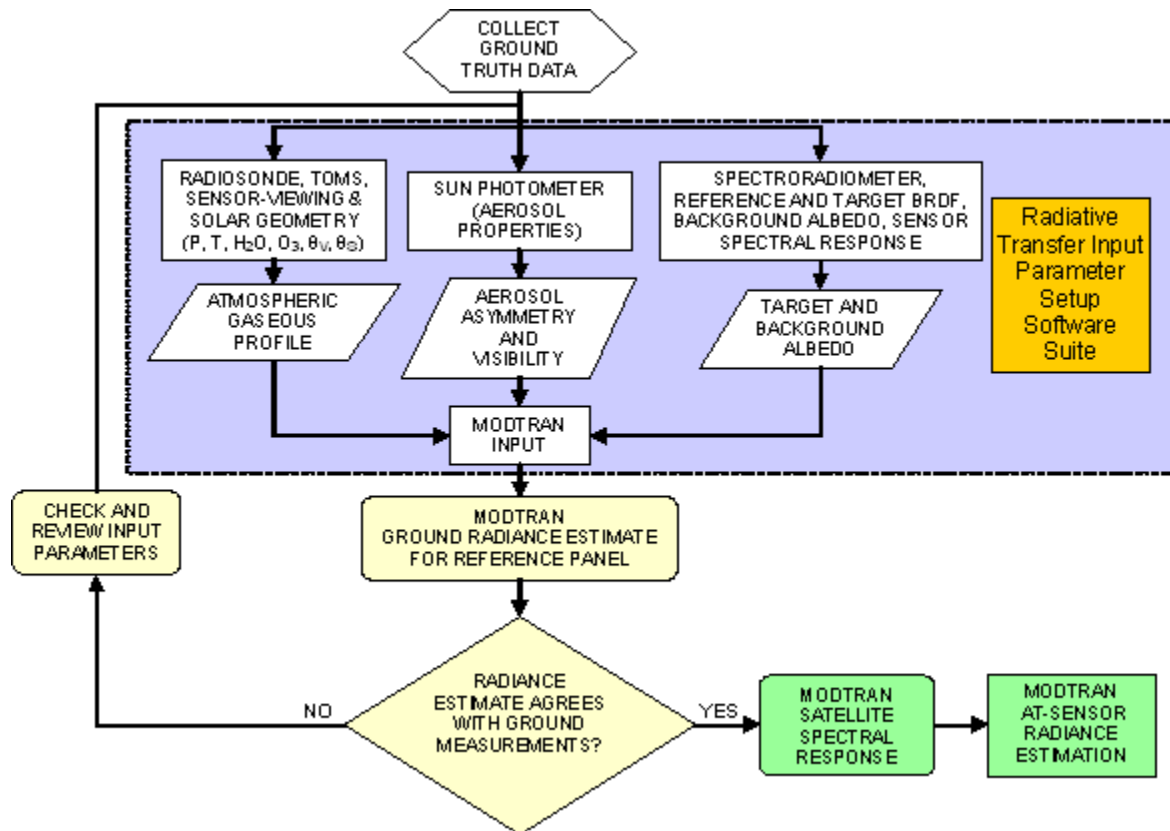 COLLECT
GROUND
TRUTH DATA
RADIOSONDE, TOMS,
SENSOR-VIEWING &
SOLAR GEOMETRY
(P, T, H₂O, O₃, θᵥ, θₛ)
SUN PHOTOMETER
(AEROSOL
PROPERTIES)
SPECTRORADIOMETER,
REFERENCE AND TARGET BRDF,
BACKGROUND ALBEDO, SENSOR
SPECTRAL RESPONSE
Radiative
Transfer Input
Parameter
Setup
Software
Suite
ATMOSPHERIC
GASEOUS
PROFILE
AEROSOL
ASYMMETRY
AND
VISIBILITY
TARGET AND
BACKGROUND
ALBEDO
MODTRAN
INPUT
CHECK AND
REVIEW INPUT
PARAMETERS
MODTRAN
GROUND RADIANCE ESTIMATE
FOR REFERENCE PANEL
RADIANCE
ESTIMATE AGREES
WITH GROUND
MEASUREMENTS?
NO
YES
MODTRAN
SATELLITE
SPECTRAL
RESPONSE
MODTRAN
AT-SENSOR
RADIANCE
ESTIMATION